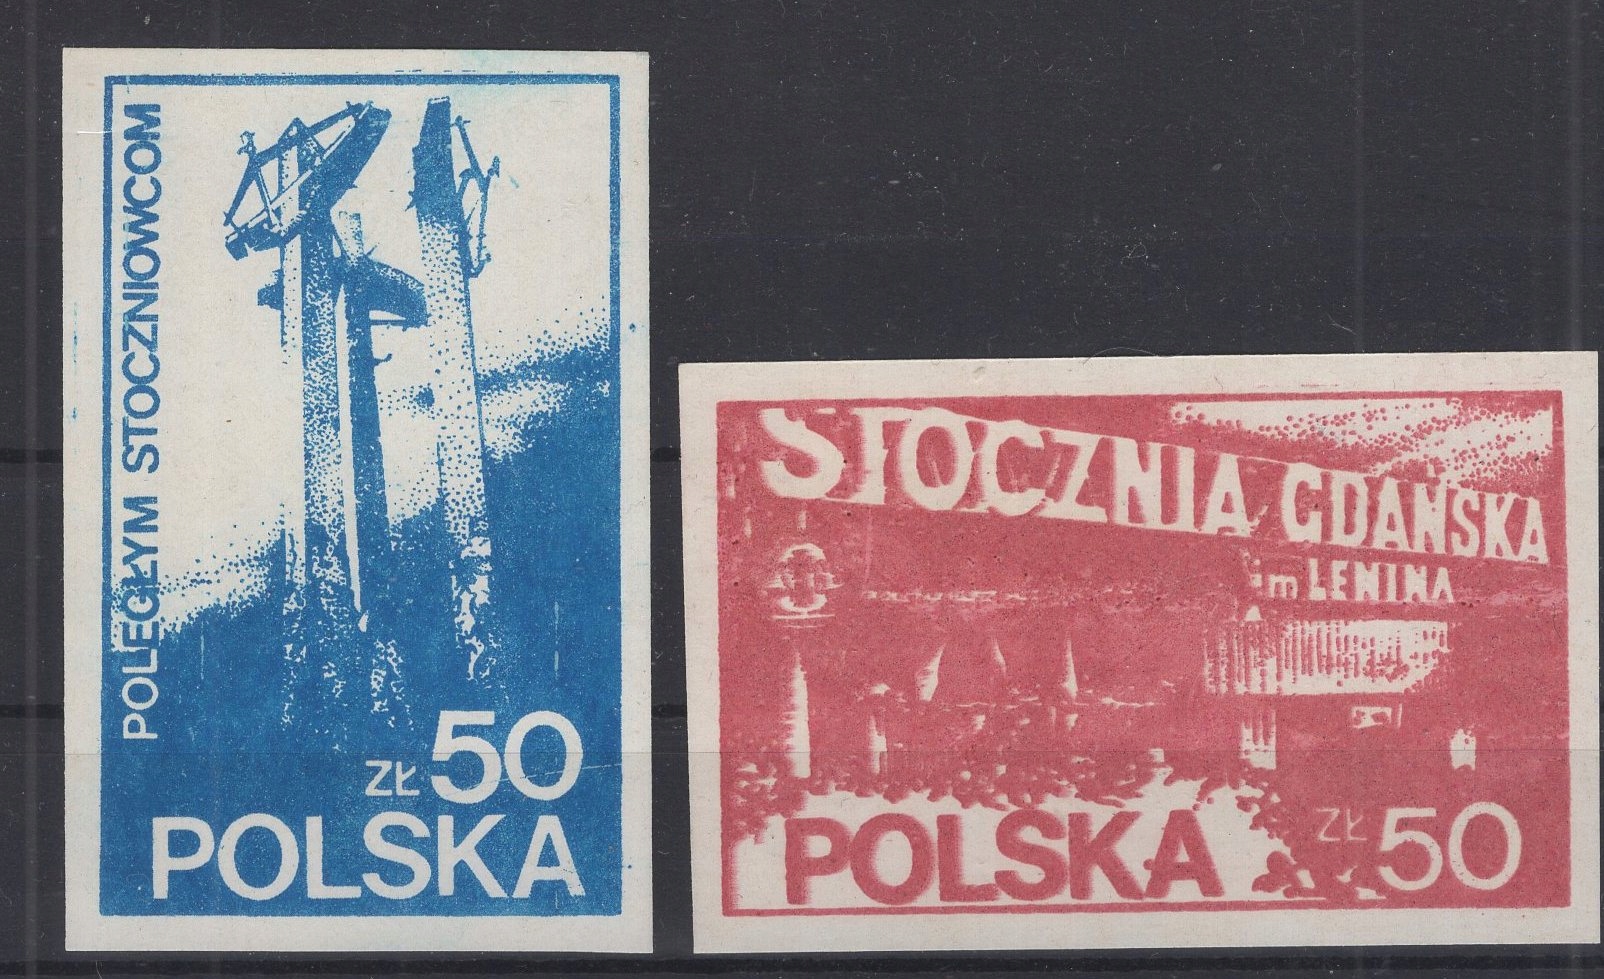 POLEGŁYM STOCZNIOWCOM
ZŁ 50
POLSKA
STOCZNIA GDAŃSKA
im LENINA
POLSKA ZŁ 50